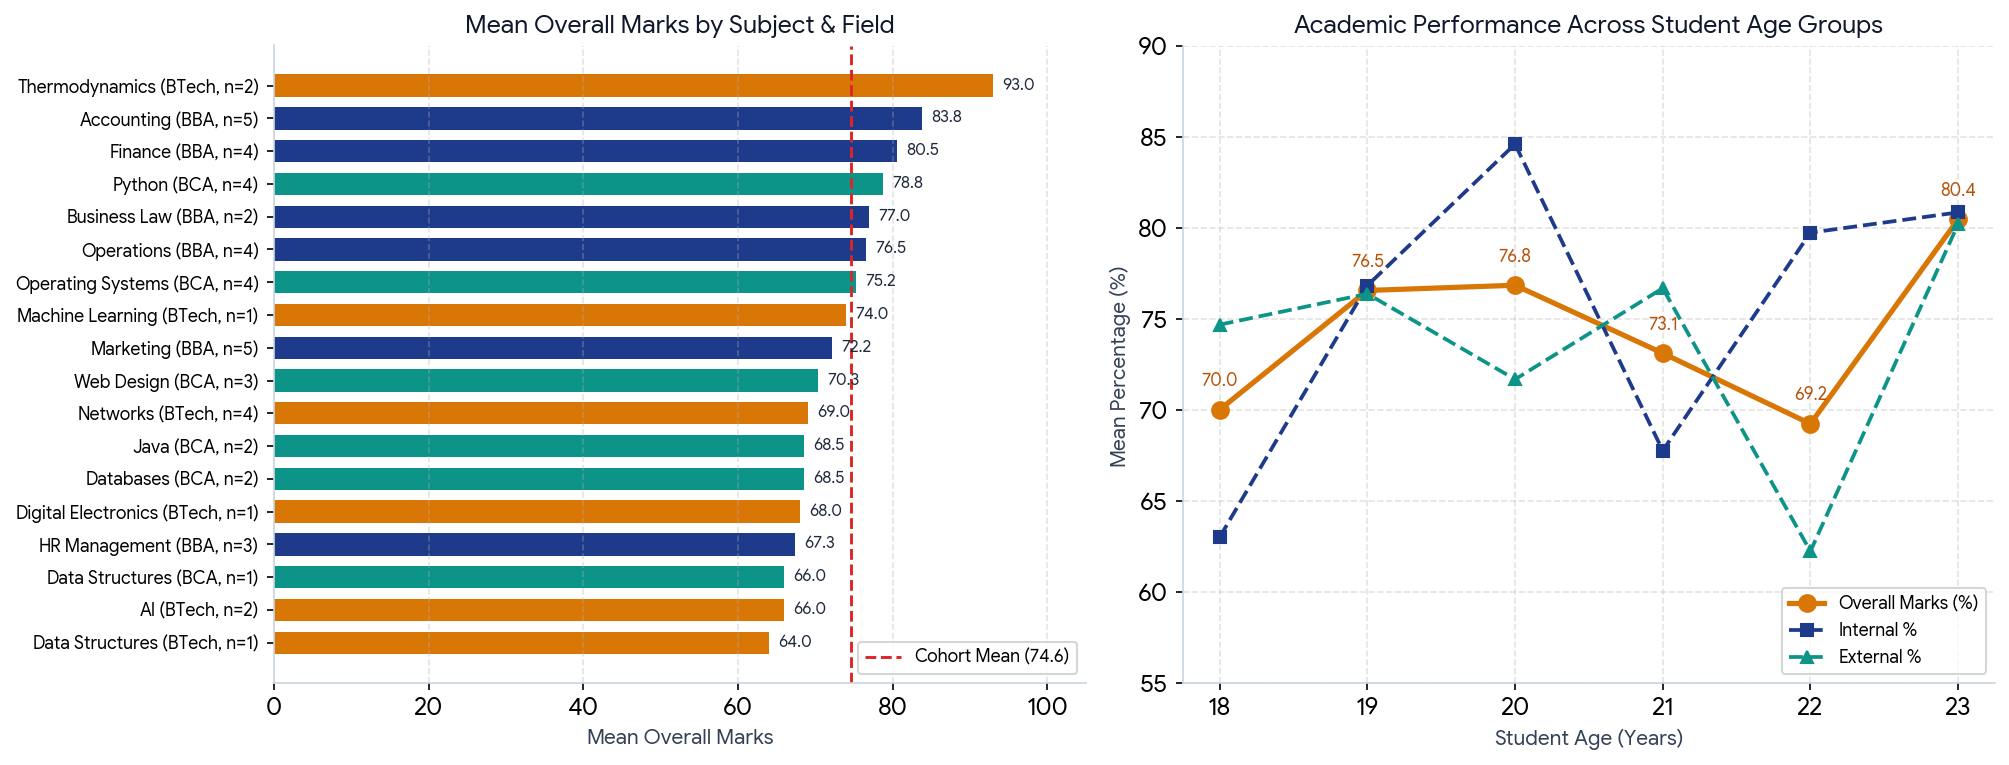 Mean Overall Marks by Subject & Field
Thermodynamics (BTech, n=2)
93.0
Accounting (BBA, n=5)
83.8
Finance (BBA, n=4)
80.5
Python (BCA, n=4)
78.8
Business Law (BBA, n=2)
77.0
Operations (BBA, n=4)
76.5
Operating Systems (BCA, n=4)
75.2
Machine Learning (BTech, n=1)
74.0
Marketing (BBA, n=5)
72.2
Web Design (BCA, n=3)
70.3
Networks (BTech, n=4)
69.0
Java (BCA, n=2)
68.5
Databases (BCA, n=2)
68.5
Digital Electronics (BTech, n=1)
68.0
HR Management (BBA, n=3)
67.3
Data Structures (BCA, n=1)
66.0
AI (BTech, n=2)
66.0
Data Structures (BTech, n=1)
64.0
Cohort Mean (74.6)
0 20 40 60 80 100
Mean Overall Marks
Academic Performance Across Student Age Groups
Mean Percentage (%)
90
85
80
75
70
65
60
55
70.0
76.5
76.8
73.1
69.2
80.4
Overall Marks (%)
Internal %
External %
18 19 20 21 22 23
Student Age (Years)